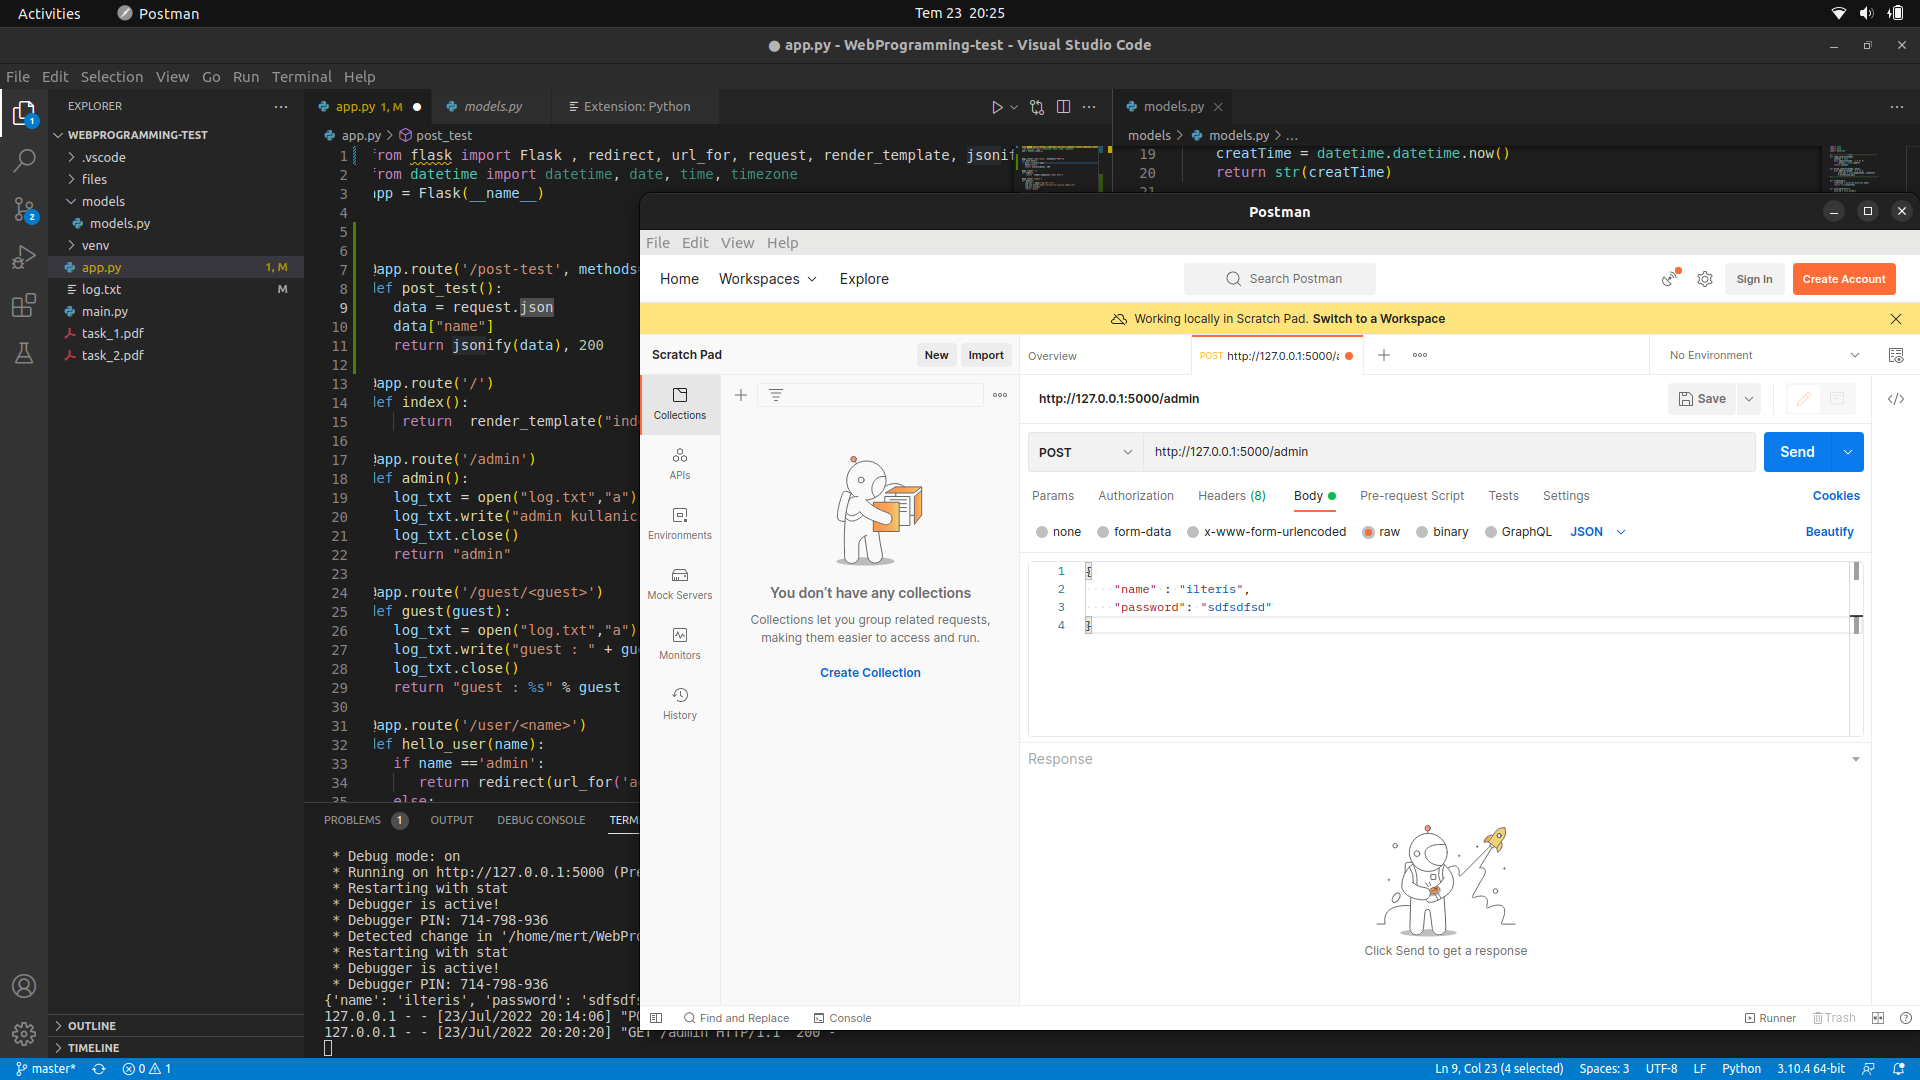 Activities
Postman
Tem 23 20:25
● app.py - WebProgramming-test - Visual Studio Code
File Edit Selection View Go Run Terminal Help
EXPLORER
WEBPROGRAMMING-TEST
.vscode
files
models
models.py
venv
app.py 1, M
log.txt M
main.py
task_1.pdf
task_2.pdf
OUTLINE
TIMELINE
app.py 1, M
models.py
Extension: Python
app.py > post_test
1 from flask import Flask , redirect, url_for, request, render_template, jsonif
2 from datetime import datetime, date, time, timezone
3 app = Flask(__name__)
4
5
6
7 @app.route('/post-test', methods=
8 def post_test():
9 data = request.json
10 data["name"]
11 return jsonify(data), 200
12
13 @app.route('/')
14 def index():
15 return render_template("ind
16
17 @app.route('/admin')
18 def admin():
19 log_txt = open("log.txt","a")
20 log_txt.write("admin kullanic
21 log_txt.close()
22 return "admin"
23
24 @app.route('/guest/<guest>')
25 def guest(guest):
26 log_txt = open("log.txt","a")
27 log_txt.write("guest : " + gue
28 log_txt.close()
29 return "guest : %s" % guest
30
31 @app.route('/user/<name>')
32 def hello_user(name):
33 if name =='admin':
34 return redirect(url_for('a
35 else:
PROBLEMS 1
OUTPUT
DEBUG CONSOLE
TERM
* Debug mode: on
* Running on http://127.0.0.1:5000 (Pre
* Restarting with stat
* Debugger is active!
* Debugger PIN: 714-798-936
* Detected change in '/home/mert/WebPro
* Restarting with stat
* Debugger is active!
* Debugger PIN: 714-798-936
{'name': 'ilteris', 'password': 'sdfsdfs
127.0.0.1 - - [23/Jul/2022 20:14:06] "PO
127.0.0.1 - - [23/Jul/2022 20:20:20] "GET /admin HTTP/1.1" 200 -
models.py
models > models.py > ...
19 creatTime = datetime.datetime.now()
20 return str(creatTime)
21
Postman
File Edit View Help
Home
Workspaces
Explore
Search Postman
Sign In
Create Account
Working locally in Scratch Pad. Switch to a Workspace
Scratch Pad
New
Import
Overview
POST http://127.0.0.1:5000/a
No Environment
Collections
APIs
Environments
Mock Servers
Monitors
History
You don't have any collections
Collections let you group related requests,
making them easier to access and run.
Create Collection
http://127.0.0.1:5000/admin
Save
POST
http://127.0.0.1:5000/admin
Send
Params
Authorization
Headers (8)
Body
Pre-request Script
Tests
Settings
Cookies
none
form-data
x-www-form-urlencoded
raw
binary
GraphQL
JSON
Beautify
1 {
2 "name" : "ilteris",
3 "password": "sdfsdfsd"
4 }
Response
Click Send to get a response
Find and Replace
Console
Runner
Trash
master*
0 1
Ln 9, Col 23 (4 selected)
Spaces: 3
UTF-8
LF
Python
3.10.4 64-bit